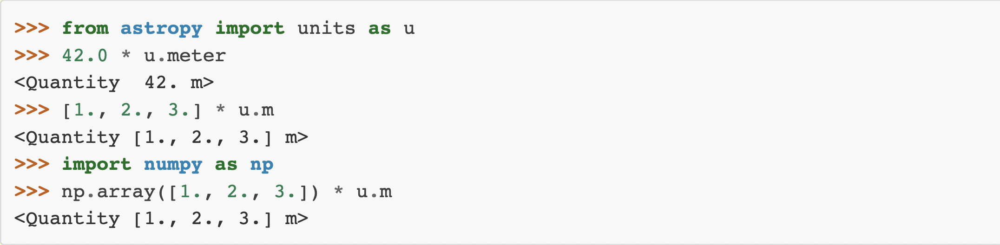 >>> from astropy import units as u
>>> 42.0 * u.meter
<Quantity  42. m>
>>> [1., 2., 3.] * u.m
<Quantity [1., 2., 3.] m>
>>> import numpy as np
>>> np.array([1., 2., 3.]) * u.m
<Quantity [1., 2., 3.] m>